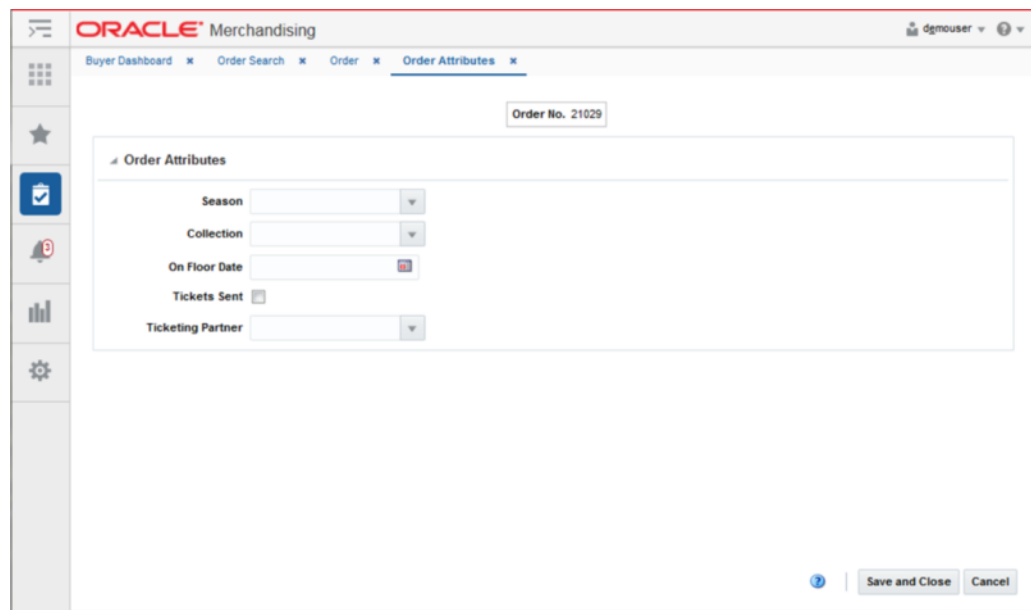 ORACLE® Merchandising
demouser
Buyer Dashboard
Order Search
Order
Order Attributes
Order No. 21029
Order Attributes
3
Season
Collection
On Floor Date
Tickets Sent
Ticketing Partner
Save and Close
Cancel